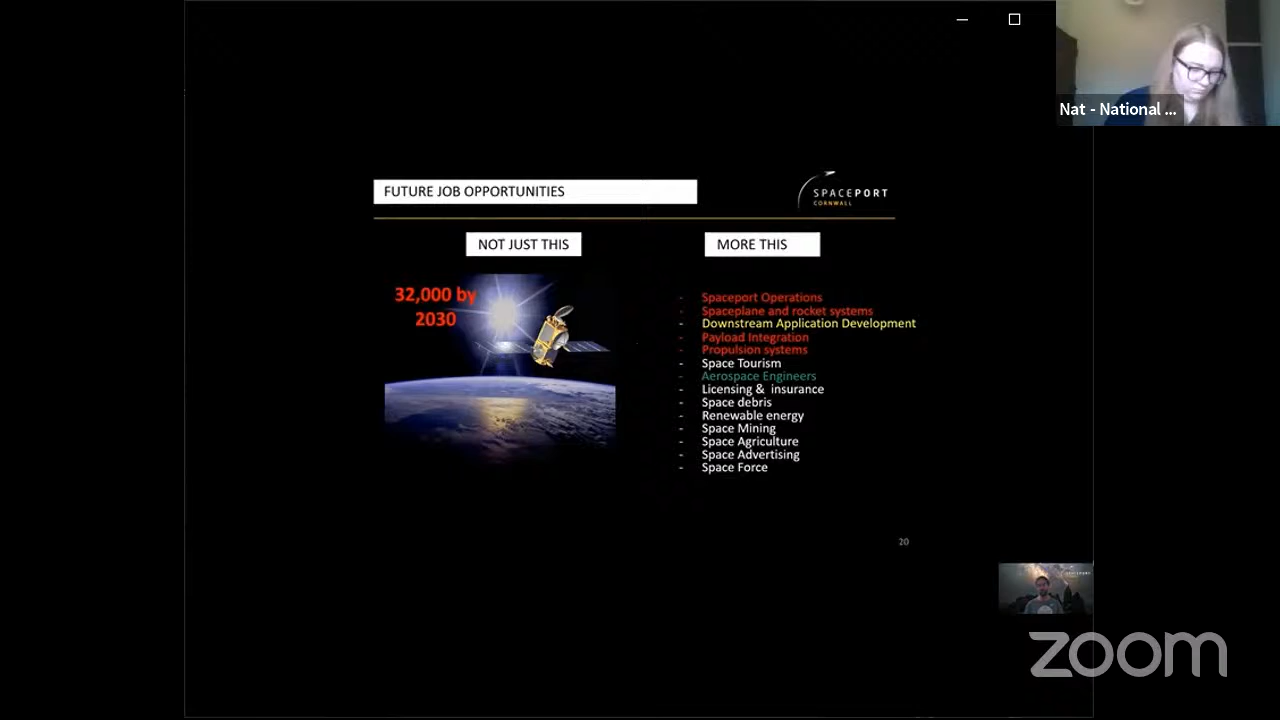 Nat - National ...
FUTURE JOB OPPORTUNITIES
SPACEPORT
CORNWALL
NOT JUST THIS
MORE THIS
32,000 by
2030
- Spaceport Operations
- Spaceplane and rocket systems
- Downstream Application Development
- Payload Integration
- Propulsion systems
- Space Tourism
- Aerospace Engineers
- Licensing & insurance
- Space debris
- Renewable energy
- Space Mining
- Space Agriculture
- Space Advertising
- Space Force
20
zoom